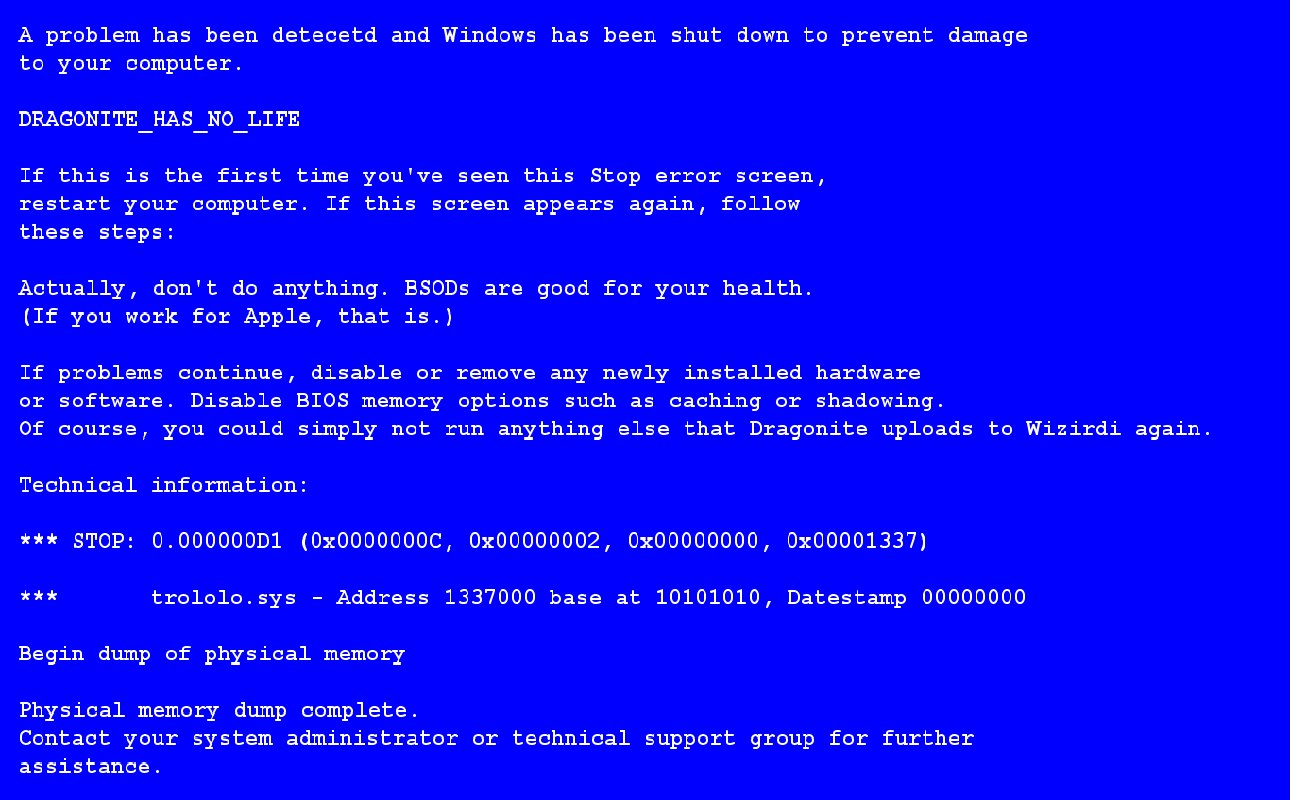 A problem has been detecetd and Windows has been shut down to prevent damage
to your computer.
DRAGONITE_HAS_NO_LIFE
If this is the first time you've seen this Stop error screen,
restart your computer. If this screen appears again, follow
these steps:
Actually, don't do anything. BSODs are good for your health.
(If you work for Apple, that is.)
If problems continue, disable or remove any newly installed hardware
or software. Disable BIOS memory options such as caching or shadowing.
Of course, you could simply not run anything else that Dragonite uploads to Wizirdi again.
Technical information:
*** STOP: 0.000000D1 (0x0000000C, 0x00000002, 0x00000000, 0x00001337)
*** trololo.sys - Address 1337000 base at 10101010, Datestamp 00000000
Begin dump of physical memory
Physical memory dump complete.
Contact your system administrator or technical support group for further
assistance.